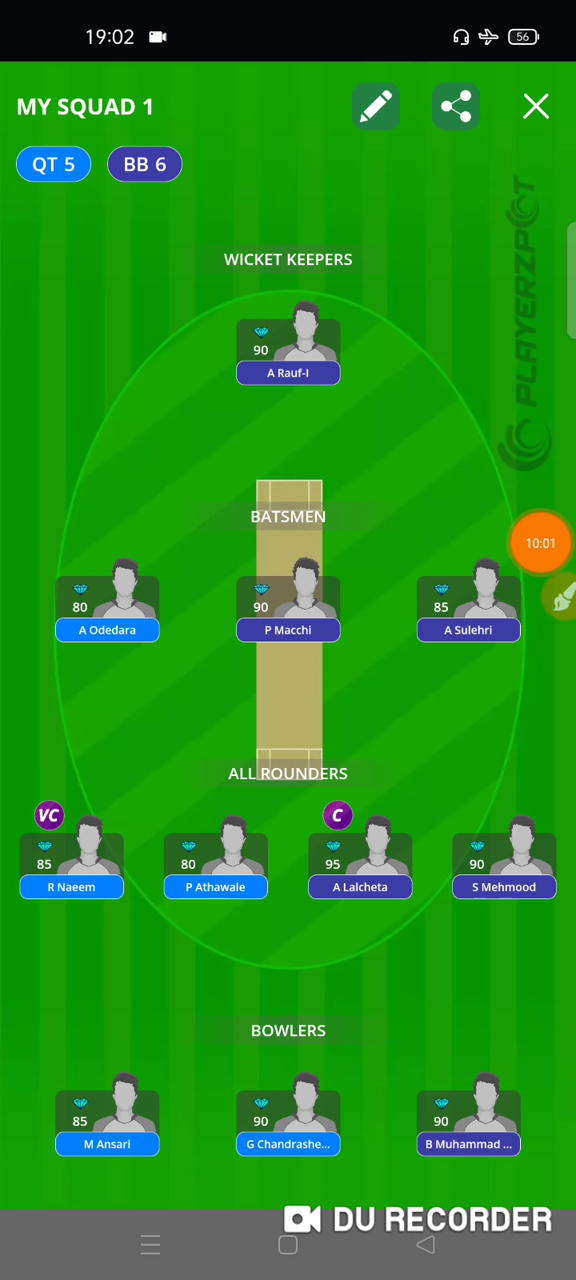 19:02
56
MY SQUAD 1
QT 5
BB 6
PLAYERZPOT
WICKET KEEPERS
90
A Rauf-I
BATSMEN
80
A Odedara
90
P Macchi
85
A Sulehri
10:01
ALL ROUNDERS
VC
85
R Naeem
80
P Athawale
C
95
A Lalcheta
90
S Mehmood
BOWLERS
85
M Ansari
90
G Chandrashe...
90
B Muhammad ...
DU RECORDER